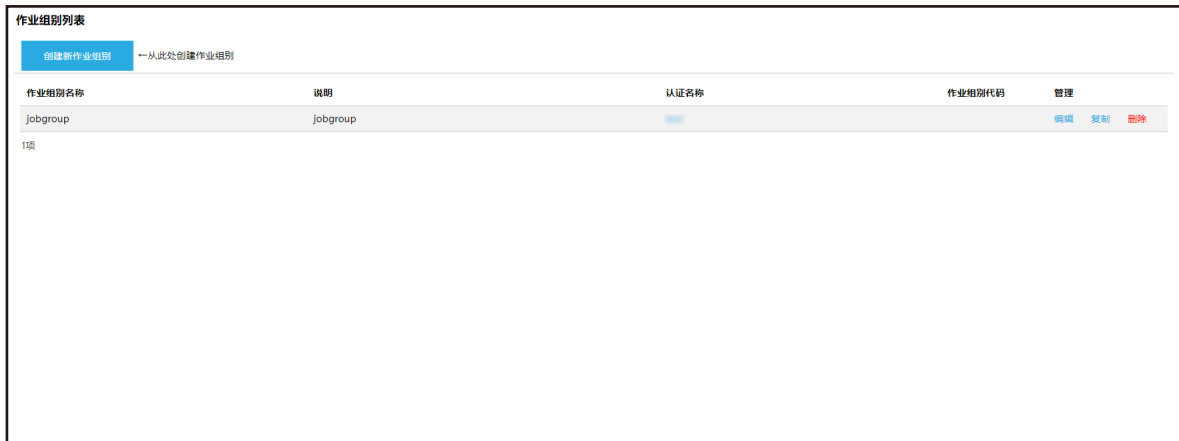 作业组别列表
创建新作业组别 ←从此处创建作业组别
作业组别名称 说明 认证名称 作业组别代码 管理
jobgroup jobgroup 编辑 复制 删除
1项